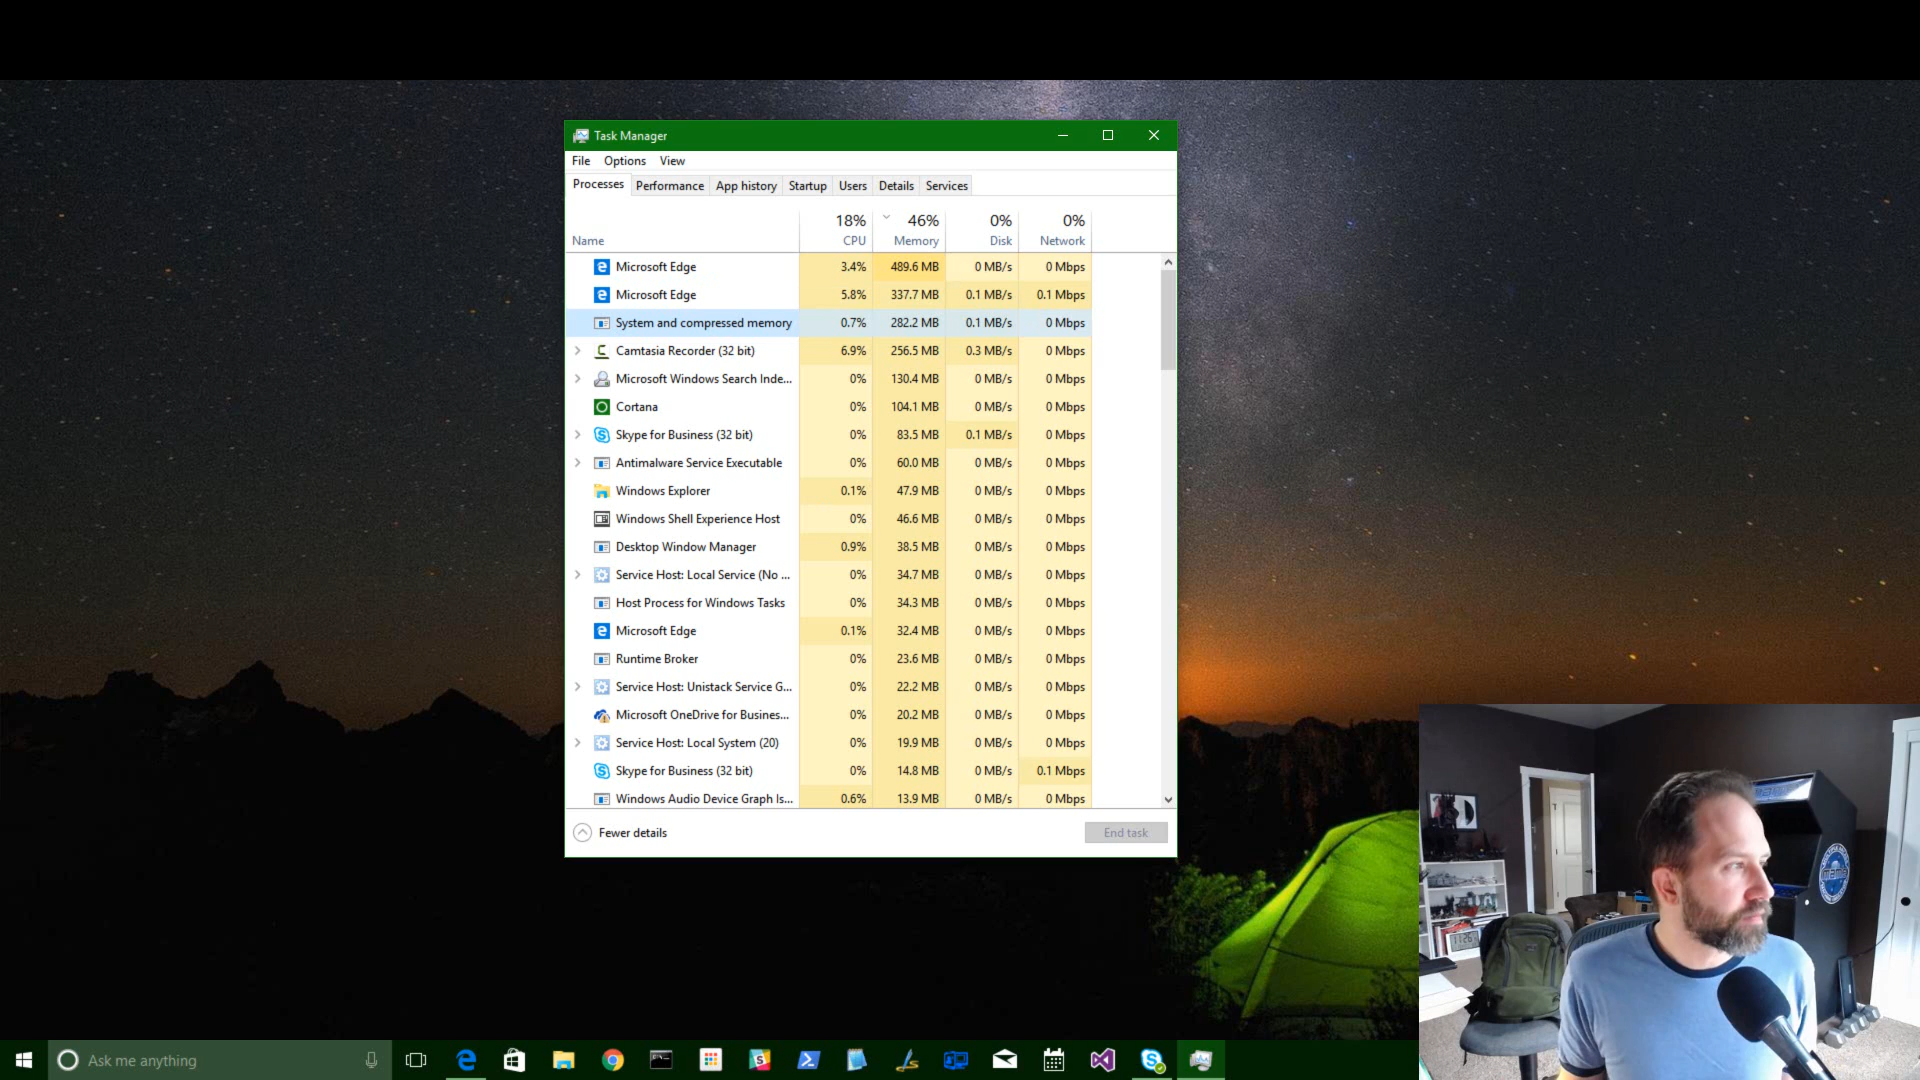 Task Manager
File Options View
Processes Performance App history Startup Users Details Services
18% 46% 0% 0%
Name CPU Memory Disk Network
Microsoft Edge 3.4% 489.6 MB 0 MB/s 0 Mbps
Microsoft Edge 5.8% 337.7 MB 0.1 MB/s 0.1 Mbps
System and compressed memory 0.7% 282.2 MB 0.1 MB/s 0 Mbps
Camtasia Recorder (32 bit) 6.9% 256.5 MB 0.3 MB/s 0 Mbps
Microsoft Windows Search Inde... 0% 130.4 MB 0 MB/s 0 Mbps
Cortana 0% 104.1 MB 0 MB/s 0 Mbps
Skype for Business (32 bit) 0% 83.5 MB 0.1 MB/s 0 Mbps
Antimalware Service Executable 0% 60.0 MB 0 MB/s 0 Mbps
Windows Explorer 0.1% 47.9 MB 0 MB/s 0 Mbps
Windows Shell Experience Host 0% 46.6 MB 0 MB/s 0 Mbps
Desktop Window Manager 0.9% 38.5 MB 0 MB/s 0 Mbps
Service Host: Local Service (No ... 0% 34.7 MB 0 MB/s 0 Mbps
Host Process for Windows Tasks 0% 34.3 MB 0 MB/s 0 Mbps
Microsoft Edge 0.1% 32.4 MB 0 MB/s 0 Mbps
Runtime Broker 0% 23.6 MB 0 MB/s 0 Mbps
Service Host: Unistack Service G... 0% 22.2 MB 0 MB/s 0 Mbps
Microsoft OneDrive for Busines... 0% 20.2 MB 0 MB/s 0 Mbps
Service Host: Local System (20) 0% 19.9 MB 0 MB/s 0 Mbps
Skype for Business (32 bit) 0% 14.8 MB 0 MB/s 0.1 Mbps
Windows Audio Device Graph Is... 0.6% 13.9 MB 0 MB/s 0 Mbps
Fewer details End task
Ask me anything